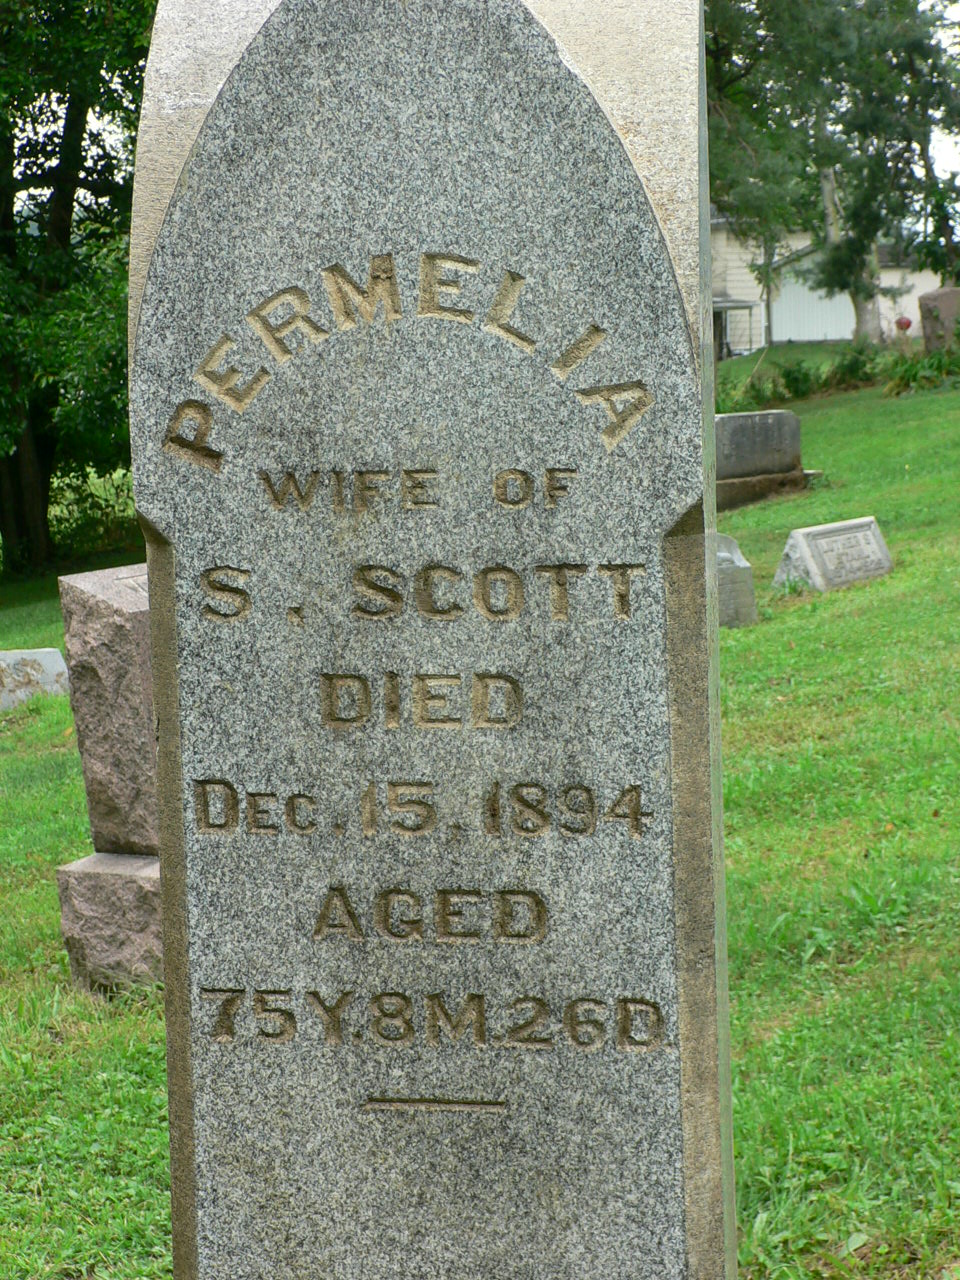 PERMELIA
WIFE OF
S. SCOTT
DIED
DEC. 15. 1894
AGED
75Y.8M.26D.